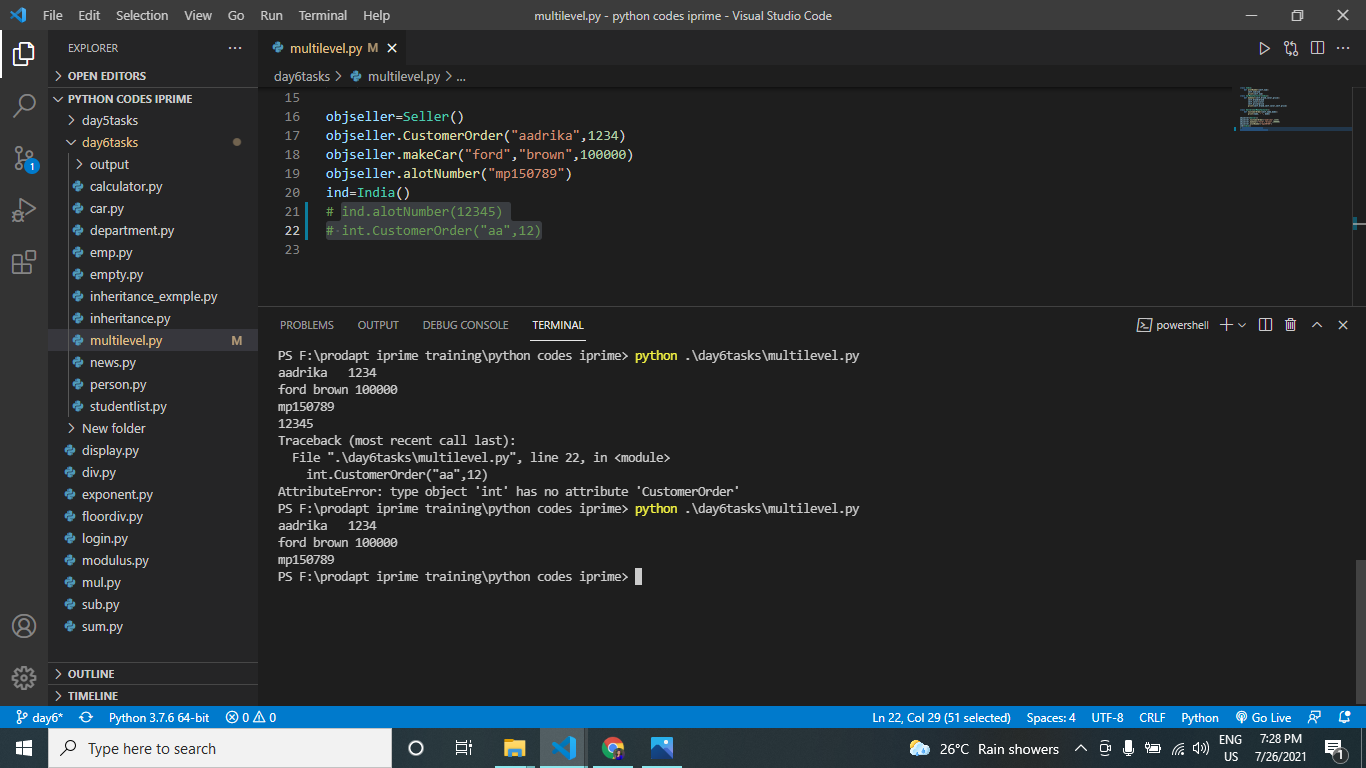 File Edit Selection View Go Run Terminal Help multilevel.py - python codes iprime - Visual Studio Code
EXPLORER ...
OPEN EDITORS
PYTHON CODES IPRIME
day5tasks
day6tasks
output
calculator.py
car.py
department.py
emp.py
empty.py
inheritance_exmple.py
inheritance.py
multilevel.py M
news.py
person.py
studentlist.py
New folder
display.py
div.py
exponent.py
floordiv.py
login.py
modulus.py
mul.py
sub.py
sum.py
OUTLINE
TIMELINE
1
multilevel.py M
day6tasks > multilevel.py > ...
15
16 objseller=Seller()
17 objseller.CustomerOrder("aadrika",1234)
18 objseller.makeCar("ford","brown",100000)
19 objseller.alotNumber("mp150789")
20 ind=India()
21 # ind.alotNumber(12345)
22 # int.CustomerOrder("aa",12)
23
PROBLEMS OUTPUT DEBUG CONSOLE TERMINAL powershell
PS F:\prodapt iprime training\python codes iprime> python .\day6tasks\multilevel.py
aadrika   1234
ford brown 100000
mp150789
12345
Traceback (most recent call last):
  File ".\day6tasks\multilevel.py", line 22, in <module>
    int.CustomerOrder("aa",12)
AttributeError: type object 'int' has no attribute 'CustomerOrder'
PS F:\prodapt iprime training\python codes iprime> python .\day6tasks\multilevel.py
aadrika   1234
ford brown 100000
mp150789
PS F:\prodapt iprime training\python codes iprime>
day6* Python 3.7.6 64-bit 0 0 Ln 22, Col 29 (51 selected) Spaces: 4 UTF-8 CRLF Python Go Live
Type here to search 26°C Rain showers ENG 7:28 PM
US 7/26/2021 1